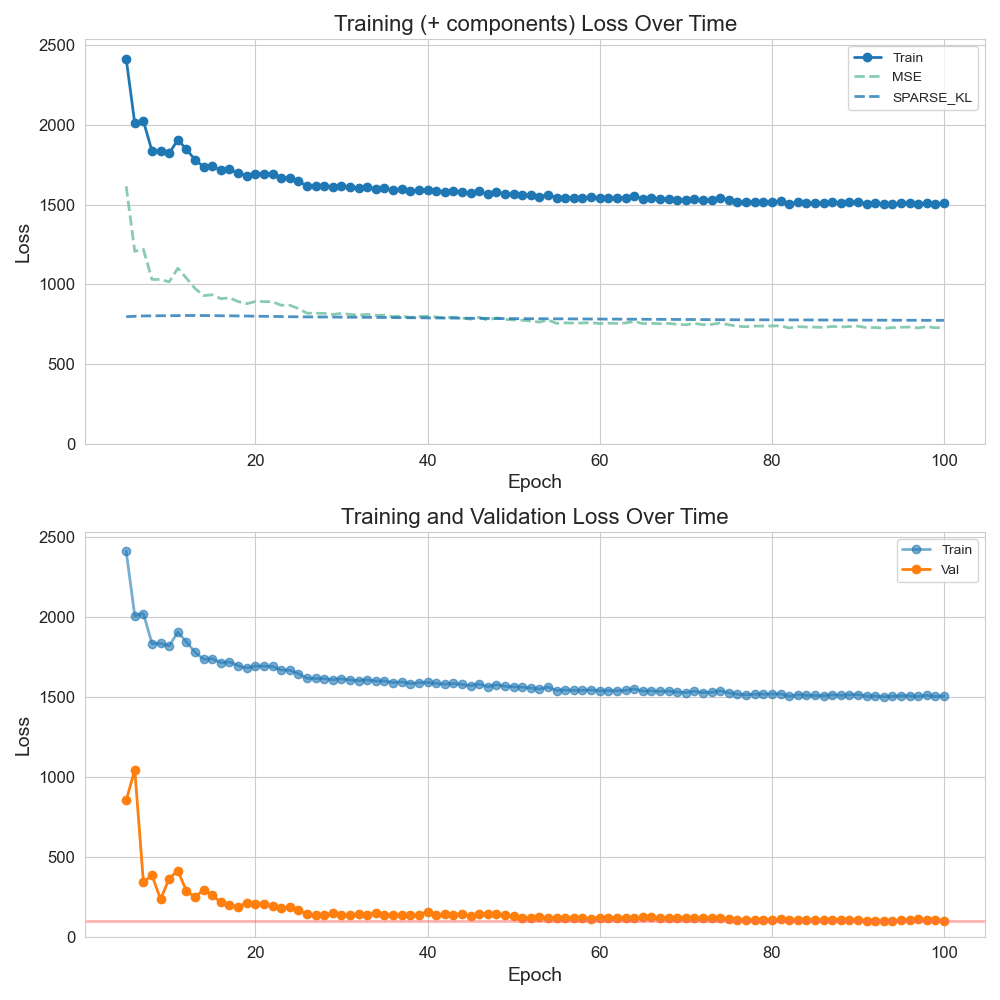 Training (+ components) Loss Over Time
2500
2000
1500
1000
500
0
Loss
Train
MSE
SPARSE_KL
20
40
60
80
100
Epoch
Training and Validation Loss Over Time
2500
2000
1500
1000
500
0
Loss
Train
Val
20
40
60
80
100
Epoch